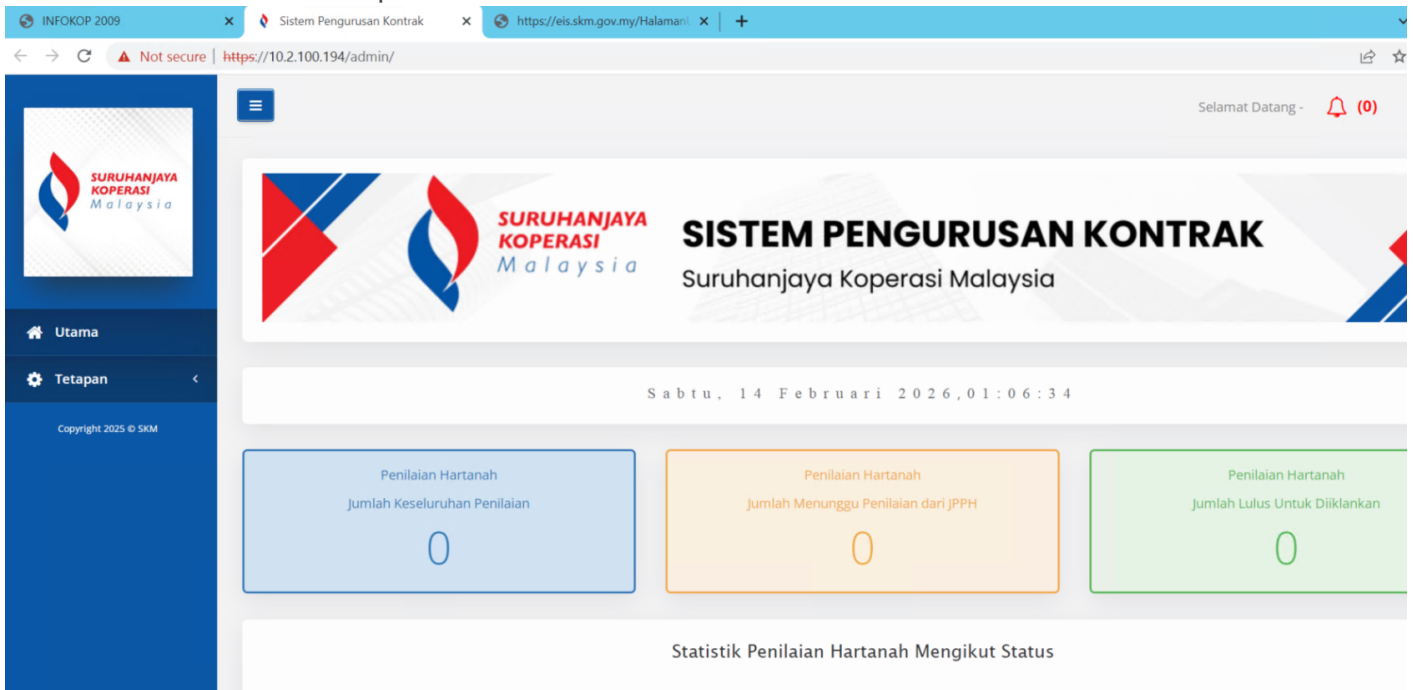 INFOKOP 2009
Sistem Pengurusan Kontrak
https://eis.skm.gov.my/Halaman
Not secure
https://10.2.100.194/admin/
Selamat Datang -
(0)
SURUHANJAYA
KOPERASI
Malaysia
SURUHANJAYA
KOPERASI
Malaysia
SISTEM PENGURUSAN KONTRAK
Suruhanjaya Koperasi Malaysia
Utama
Tetapan
Copyright 2025 © SKM
Sabtu, 14 Februari 2026,01:06:34
Penilaian Hartanah
Jumlah Keseluruhan Penilaian
0
Penilaian Hartanah
Jumlah Menunggu Penilaian dari JPPH
0
Penilaian Hartanah
Jumlah Lulus Untuk Diiklankan
0
Statistik Penilaian Hartanah Mengikut Status